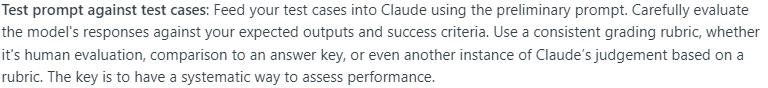 Test prompt against test cases: Feed your test cases into Claude using the preliminary prompt. Carefully evaluate
the model's responses against your expected outputs and success criteria. Use a consistent grading rubric, whether
it's human evaluation, comparison to an answer key, or even another instance of Claude’s judgement based on a
rubric. The key is to have a systematic way to assess performance.